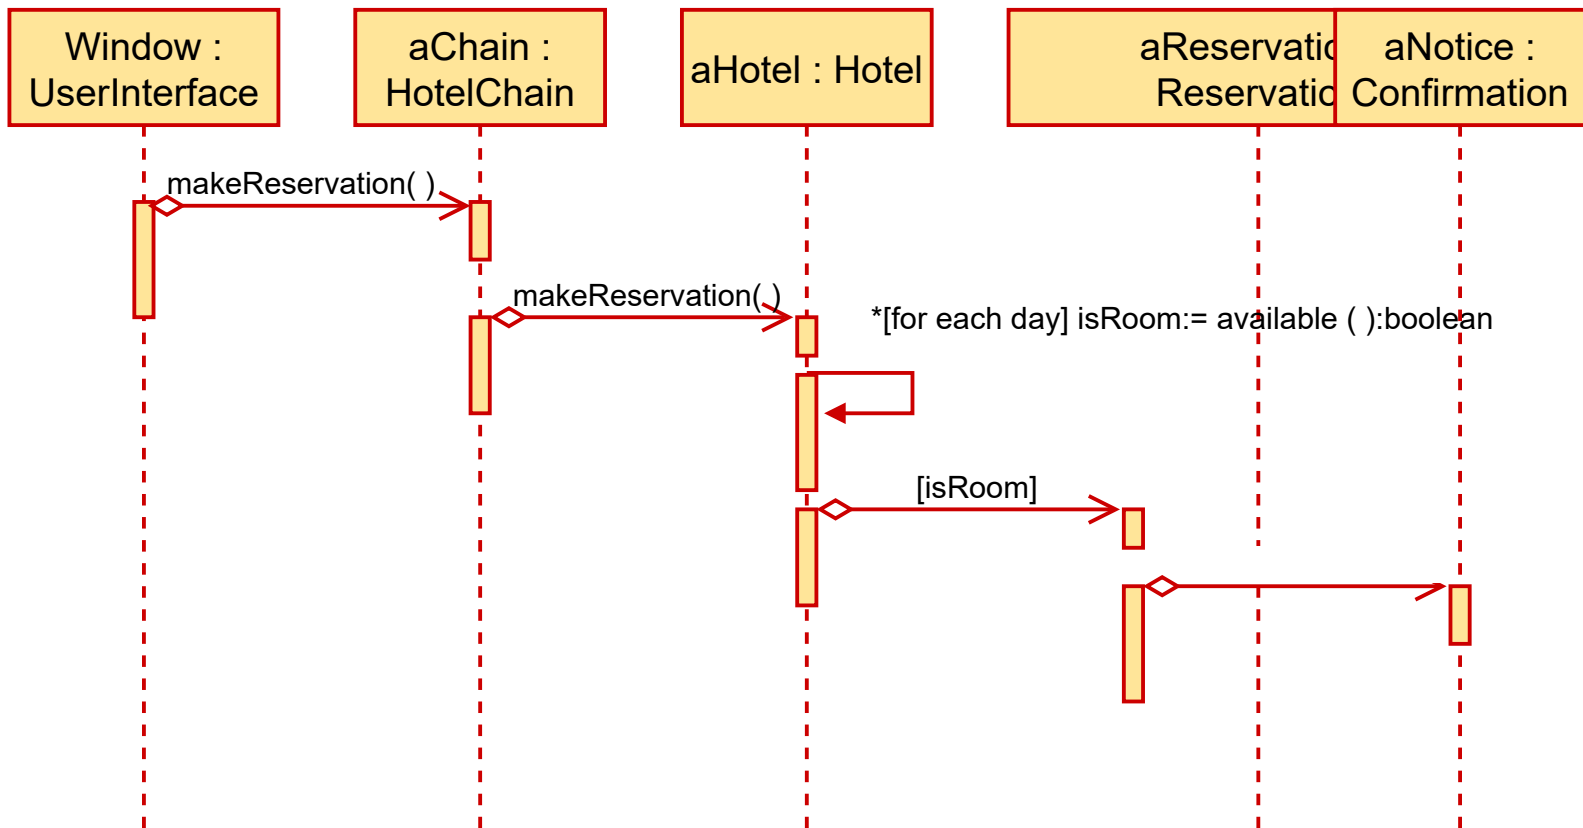 Window :
UserInterface
aChain :
HotelChain
aHotel : Hotel
aReservatio
Reservatio
aNotice :
Confirmation
makeReservation( )
makeReservation( )
*[for each day] isRoom:= available ( ):boolean
[isRoom]